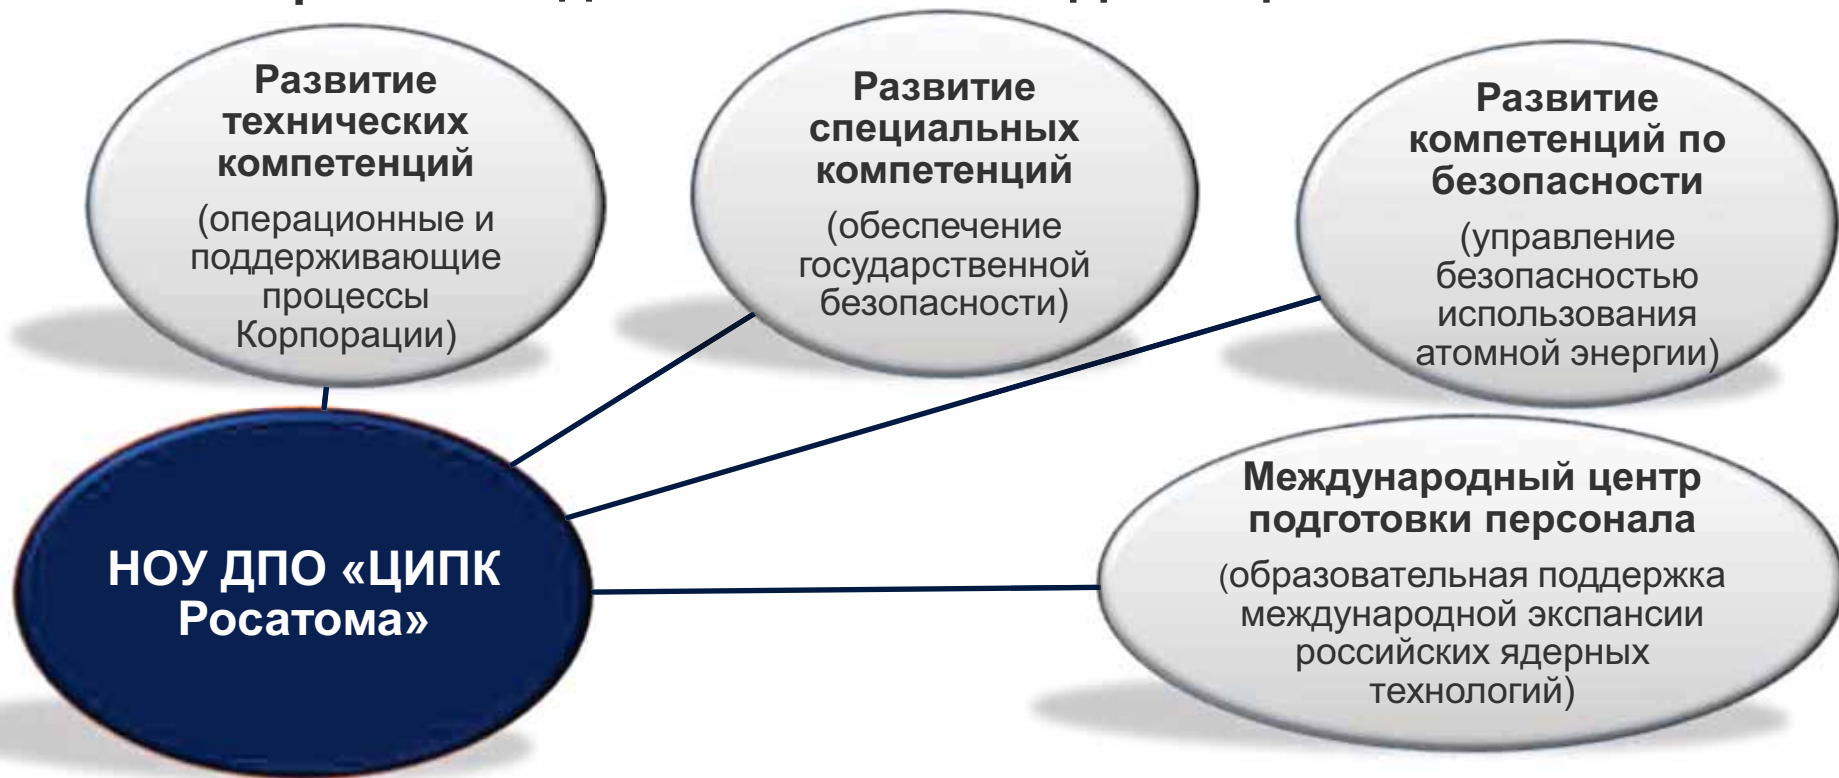 Развитие
технических
компетенций
(операционные и
поддерживающие
процессы
Корпорации)
Развитие
специальных
компетенций
(обеспечение
государственной
безопасности)
Развитие
компетенций по
безопасности
(управление
безопасностью
использования
атомной энергии)
НОУ ДПО «ЦИПК
Росатома»
Международный центр
подготовки персонала
(образовательная поддержка
международной экспансии
российских ядерных
технологий)